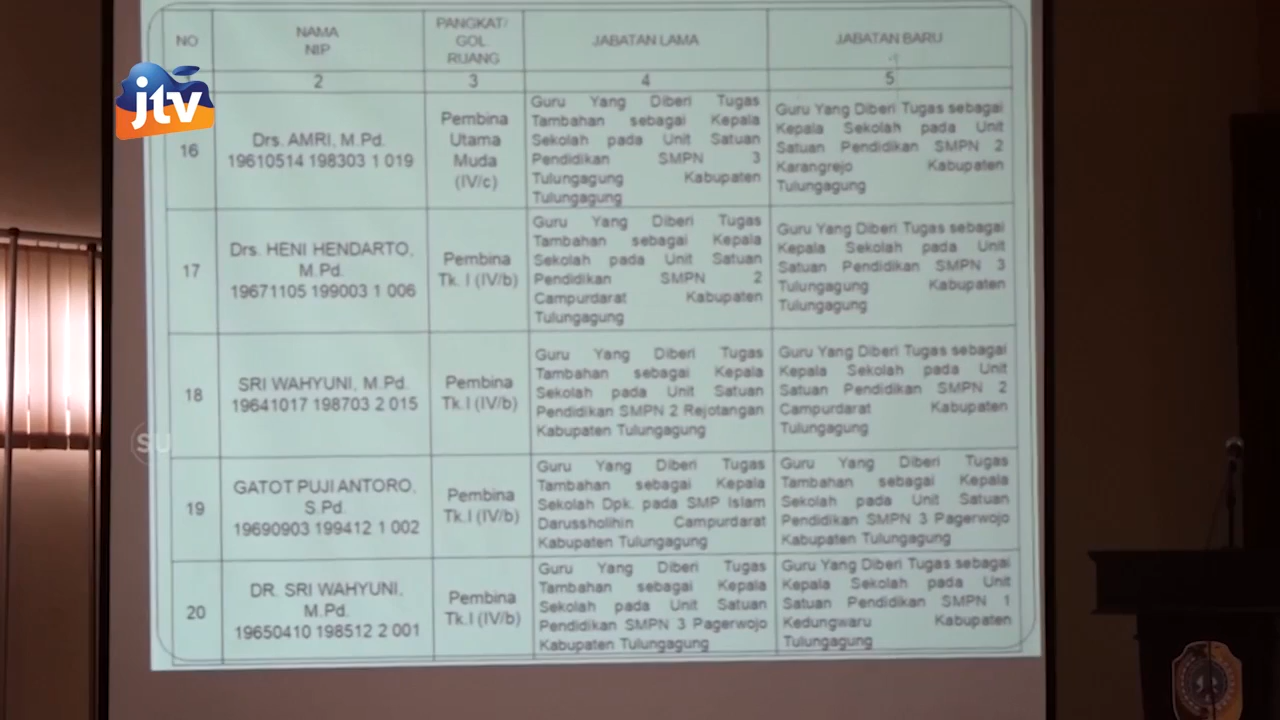 jtv
SU
NO
NAMA
NIP
PANGKAT/
GOL.
RUANG
JABATAN LAMA
JABATAN BARU
2
3
4
5
16
Drs. AMRI, M.Pd.
19610514 198303 1 019
Pembina
Utama
Muda
(IV/c)
Guru Yang Diberi Tugas
Tambahan sebagai Kepala
Sekolah pada Unit Satuan
Pendidikan SMPN 3
Tulungagung Kabupaten
Tulungagung
Guru Yang Diberi Tugas sebagai
Kepala Sekolah pada Unit
Satuan Pendidikan SMPN 2
Karangrejo Kabupaten
Tulungagung
17
Drs. HENI HENDARTO,
M.Pd.
19671105 199003 1 006
Pembina
Tk. I (IV/b)
Guru Yang Diberi Tugas
Tambahan sebagai Kepala
Sekolah pada Unit Satuan
Pendidikan SMPN 2
Campurdarat Kabupaten
Tulungagung
Guru Yang Diberi Tugas sebagai
Kepala Sekolah pada Unit
Satuan Pendidikan SMPN 3
Tulungagung Kabupaten
Tulungagung
18
SRI WAHYUNI, M.Pd.
19641017 198703 2 015
Pembina
Tk.I (IV/b)
Guru Yang Diberi Tugas
Tambahan sebagai Kepala
Sekolah pada Unit Satuan
Pendidikan SMPN 2 Rejotangan
Kabupaten Tulungagung
Guru Yang Diberi Tugas sebagai
Kepala Sekolah pada Unit
Satuan Pendidikan SMPN 2
Campurdarat Kabupaten
Tulungagung
19
GATOT PUJI ANTORO,
S.Pd.
19690903 199412 1 002
Pembina
Tk.I (IV/b)
Guru Yang Diberi Tugas
Tambahan sebagai Kepala
Sekolah Dpk. pada SMP Islam
Darussholihin Campurdarat
Kabupaten Tulungagung
Guru Yang Diberi Tugas
Tambahan sebagai Kepala
Sekolah pada Unit Satuan
Pendidikan SMPN 3 Pagerwojo
Kabupaten Tulungagung
20
DR. SRI WAHYUNI,
M.Pd.
19650410 198512 2 001
Pembina
Tk.I (IV/b)
Guru Yang Diberi Tugas
Tambahan sebagai Kepala
Sekolah pada Unit Satuan
Pendidikan SMPN 3 Pagerwojo
Kabupaten Tulungagung
Guru Yang Diberi Tugas sebagai
Kepala Sekolah pada Unit
Satuan Pendidikan SMPN 1
Kedungwaru Kabupaten
Tulungagung